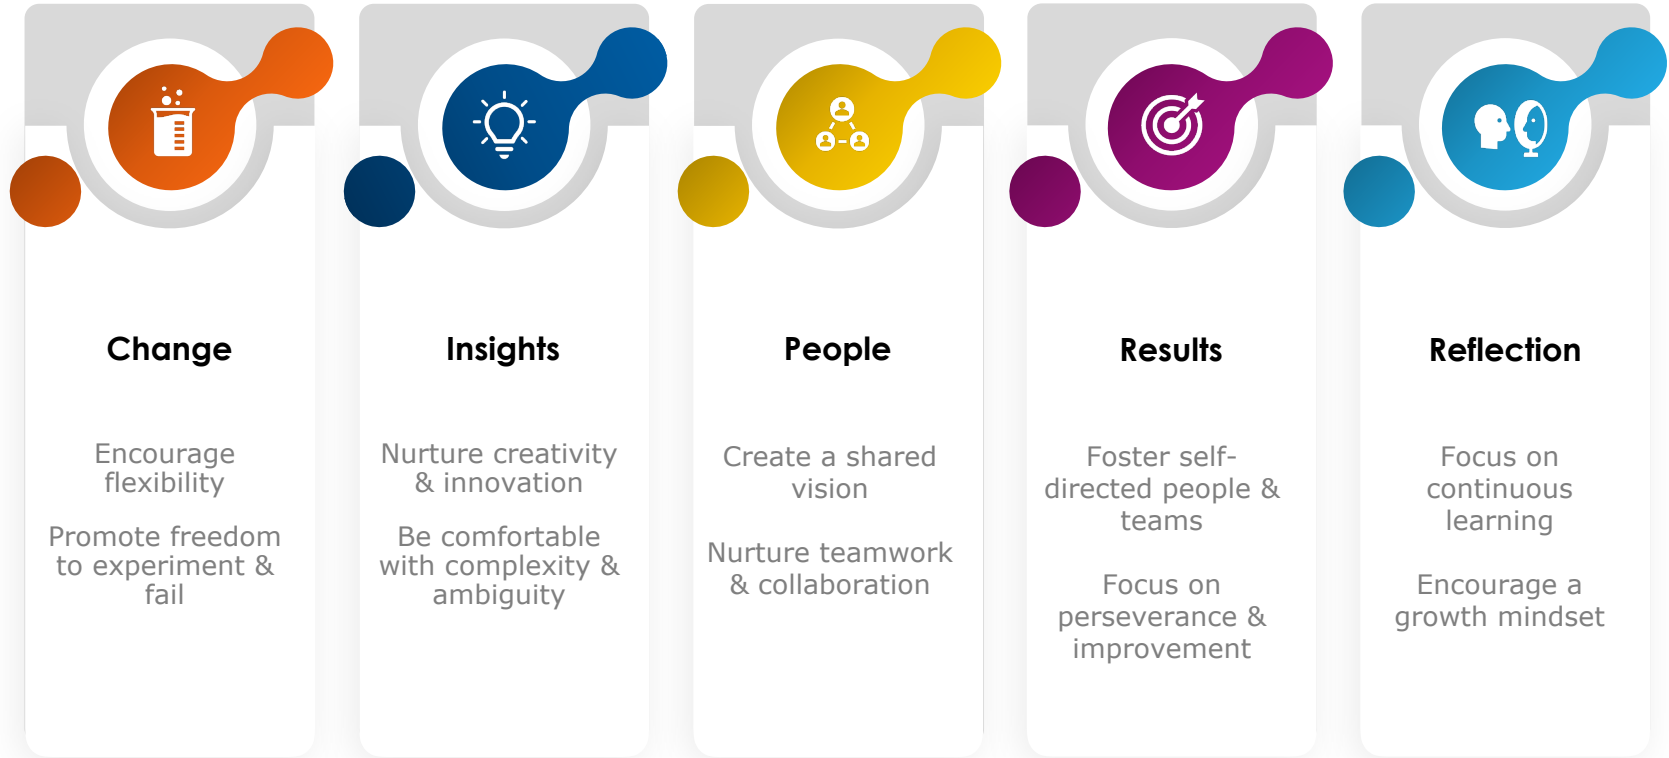 Change
Encourage
flexibility
Promote freedom
to experiment &
fail
Insights
Nurture creativity
& innovation
Be comfortable
with complexity &
ambiguity
People
Create a shared
vision
Nurture teamwork
& collaboration
Results
Foster self-
directed people &
teams
Focus on
perseverance &
improvement
Reflection
Focus on
continuous
learning
Encourage a
growth mindset